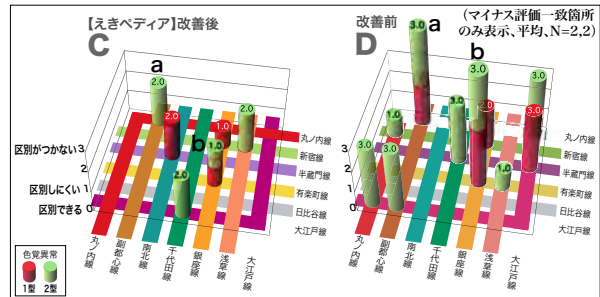 【えきペディア】改善後
C
a
2.0
2.0
b
1.0
1.0
2.0
2.0
区別がつかない 3
2
区別しにくい 1
区別できる 0
丸ノ内線
新宿線
半蔵門線
有楽町線
日比谷線
大江戸線
丸ノ内線
副都心線
南北線
千代田線
銀座線
浅草線
大江戸線
色覚異常
1型 2型
改善前
(マイナス評価一致箇所
のみ表示、平均、N=2,2)
D
a
3.0
b
3.0
3.0
3.0
2.0
3.0
1.0
3.0
3.0
1.0
3
2
1
0
丸ノ内線
新宿線
半蔵門線
有楽町線
日比谷線
大江戸線
丸ノ内線
副都心線
南北線
千代田線
銀座線
浅草線
大江戸線